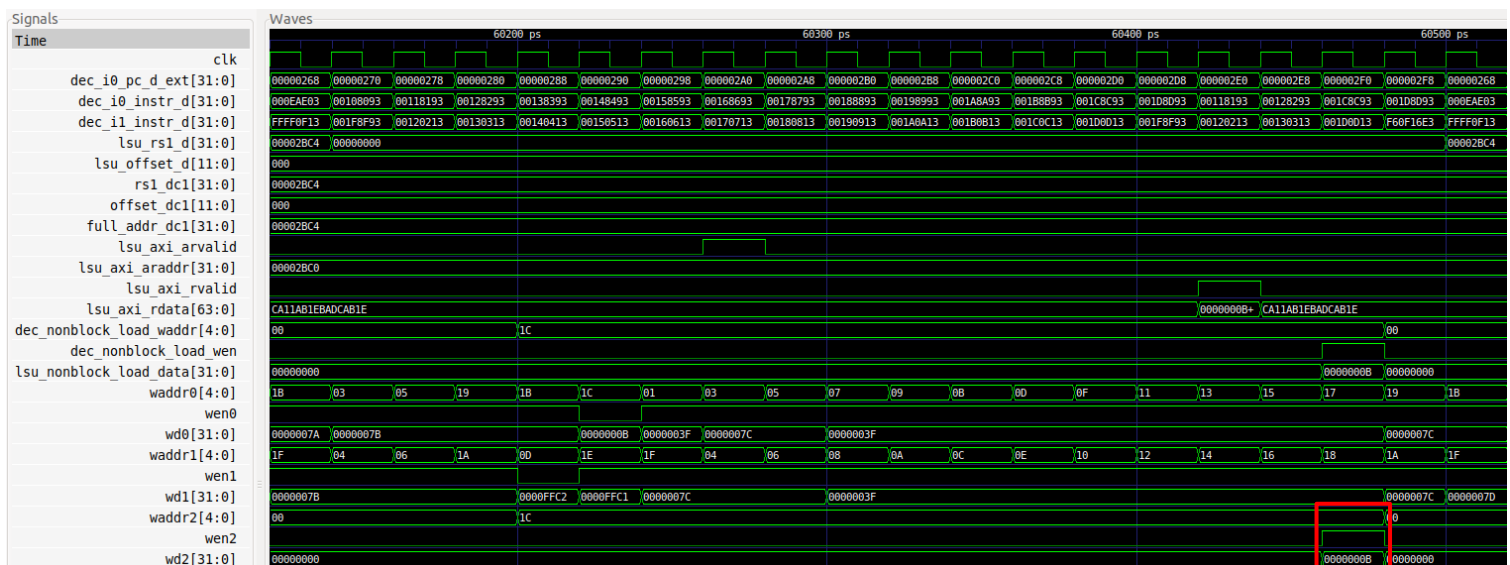 Signals Waves
Time 60200 ps 60300 ps 60400 ps 60500 ps
clk
dec_i0_pc_d_ext[31:0] 00000268 00000270 00000278 00000280 00000288 00000290 00000298 000002A0 000002A8 000002B0 000002B8 000002C0 000002C8 000002D0 000002D8 000002E0 000002E8 000002F0 000002F8 00000268
dec_i0_instr_d[31:0] 000EAE03 00108093 00118193 00128293 00138393 00148493 00158593 00168693 00178793 00188893 00198993 001A8A93 001B8B93 001C8C93 001D8D93 00118193 00128293 001C8C93 001D8D93 000EAE03
dec_i1_instr_d[31:0] FFFF0F13 001F8F93 00120213 00130313 00140413 00150513 00160613 00170713 00180813 00190913 001A0A13 001B0B13 001C0C13 001D0D13 001F8F93 00120213 00130313 001D0D13 F60F16E3 FFFF0F13
lsu_rs1_d[31:0] 00002BC4 00000000 00002BC4
lsu_offset_d[11:0] 000
rs1_dc1[31:0] 00002BC4
offset_dc1[11:0] 000
full_addr_dc1[31:0] 00002BC4
lsu_axi_arvalid
lsu_axi_araddr[31:0] 00002BC0
lsu_axi_rvalid
lsu_axi_rdata[63:0] CA11AB1EBADCAB1E 0000000B+ CA11AB1EBADCAB1E
dec_nonblock_load_waddr[4:0] 00 1C 00
dec_nonblock_load_wen
lsu_nonblock_load_data[31:0] 00000000 0000000B 00000000
waddr0[4:0] 1B 03 05 19 1B 1C 01 03 05 07 09 0B 0D 0F 11 13 15 17 19 1B
wen0
wd0[31:0] 0000007A 0000007B 0000000B 0000003F 0000007C 0000003F 0000007C
waddr1[4:0] 1F 04 06 1A 0D 1E 1F 04 06 08 0A 0C 0E 10 12 14 16 18 1A 1F
wen1
wd1[31:0] 0000007B 0000FFC2 0000FFC1 0000007C 0000003F 0000007C 0000007D
waddr2[4:0] 00 1C 00
wen2
wd2[31:0] 00000000 0000000B 00000000